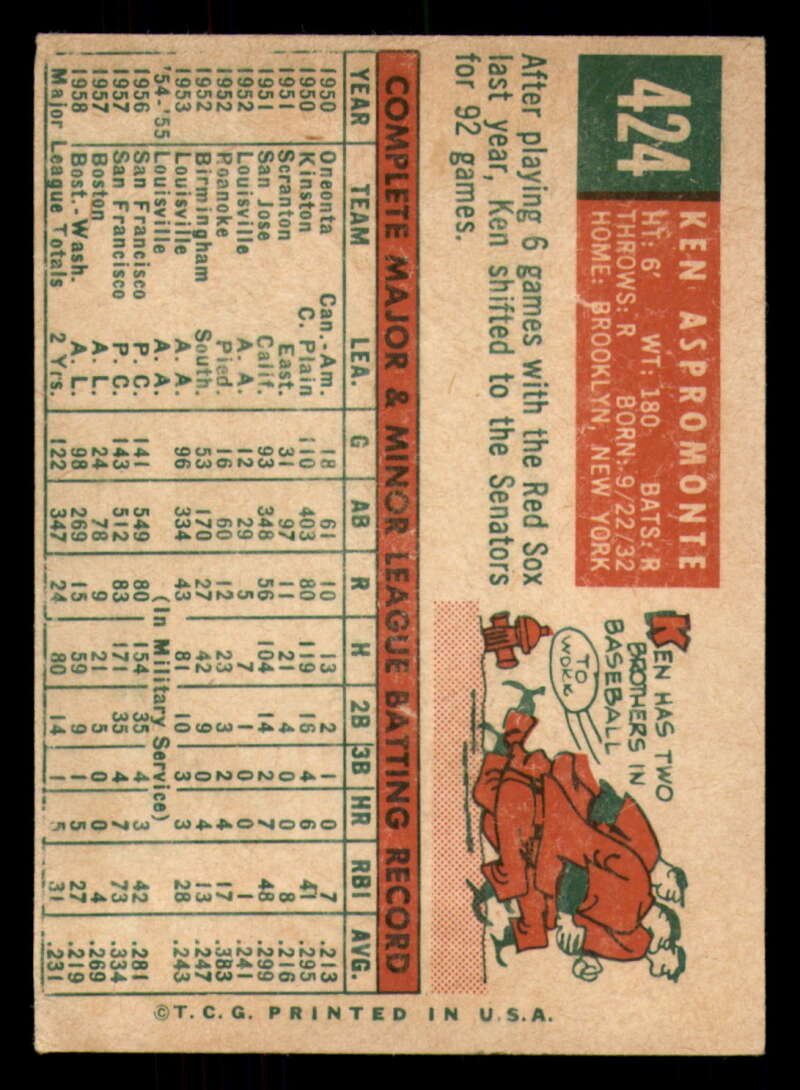 424
KEN ASPROMONTE
HT: 6' WT: 180 BATS: R
THROWS: R BORN: 9/22/32
HOME: BROOKLYN, NEW YORK
After playing 6 games with the Red Sox
last year, Ken shifted to the Senators
for 92 games.
KEN HAS TWO
BROTHERS IN
BASEBALL
TO
WORK
COMPLETE MAJOR & MINOR LEAGUE BATTING RECORD
YEAR TEAM LEA. G AB R H 2B 3B HR RBI AVG.
1950 Oneonta Can.-Am. 18 61 10 13 2 1 0 7 .213
1950 Kinston C. Plain 110 403 80 119 16 4 6 41 .295
1951 Scranton East. 31 97 11 21 4 0 0 8 .216
1951 San Jose Calif. 93 348 56 104 14 2 7 48 .299
1952 Louisville A. A. 12 29 5 7 1 0 0 1 .241
1952 Roanoke Pied. 16 60 12 23 3 2 4 17 .383
1952 Birmingham South. 53 170 27 42 9 0 4 13 .247
1953 Louisville A. A. 96 334 43 81 10 3 3 28 .243
'54-'55 Louisville A. A. (In Military Service)
1956 San Francisco P. C. 141 549 80 154 35 4 3 42 .281
1957 San Francisco P. C. 143 512 83 171 35 4 7 73 .334
1957 Boston A. L. 24 78 9 21 5 0 0 4 .269
1958 Bost.-Wash. A. L. 98 269 15 59 9 1 5 27 .219
Major League Totals 2 Yrs. 122 347 24 80 14 1 5 31 .231
©T.C.G. PRINTED IN U.S.A.